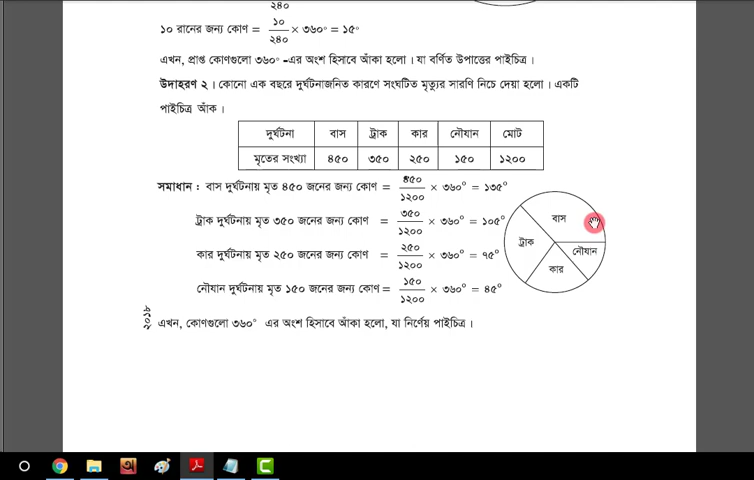 ২৪০
১০ রানের জন্য কোণ = ১০/২৪০ × ৩৬০° = ১৫°
এখন, প্রাপ্ত কোণগুলো ৩৬০° -এর অংশ হিসাবে আঁকা হলো। যা বর্ণিত উপাত্তের পাইচিত্র।
উদাহরণ ২। কোনো এক বছরে দুর্ঘটনাজনিত কারণে সংঘটিত মৃত্যুর সারণি নিচে দেয়া হলো। একটি
পাইচিত্র আঁক।
দুর্ঘটনা বাস ট্রাক কার নৌযান মোট
মৃতের সংখ্যা ৪৫০ ৩৫০ ২৫০ ১৫০ ১২০০
সমাধান : বাস দুর্ঘটনায় মৃত ৪৫০ জনের জন্য কোণ = ৪৫০/১২০০ × ৩৬০° = ১৩৫°
ট্রাক দুর্ঘটনায় মৃত ৩৫০ জনের জন্য কোণ = ৩৫০/১২০০ × ৩৬০° = ১০৫°
কার দুর্ঘটনায় মৃত ২৫০ জনের জন্য কোণ = ২৫০/১২০০ × ৩৬০° = ৭৫°
নৌযান দুর্ঘটনায় মৃত ১৫০ জনের জন্য কোণ = ১৫০/১২০০ × ৩৬০° = ৪৫°
বাস
ট্রাক
নৌযান
কার
২০১৮
এখন, কোণগুলো ৩৬০° এর অংশ হিসাবে আঁকা হলো, যা নির্ণেয় পাইচিত্র।
অ